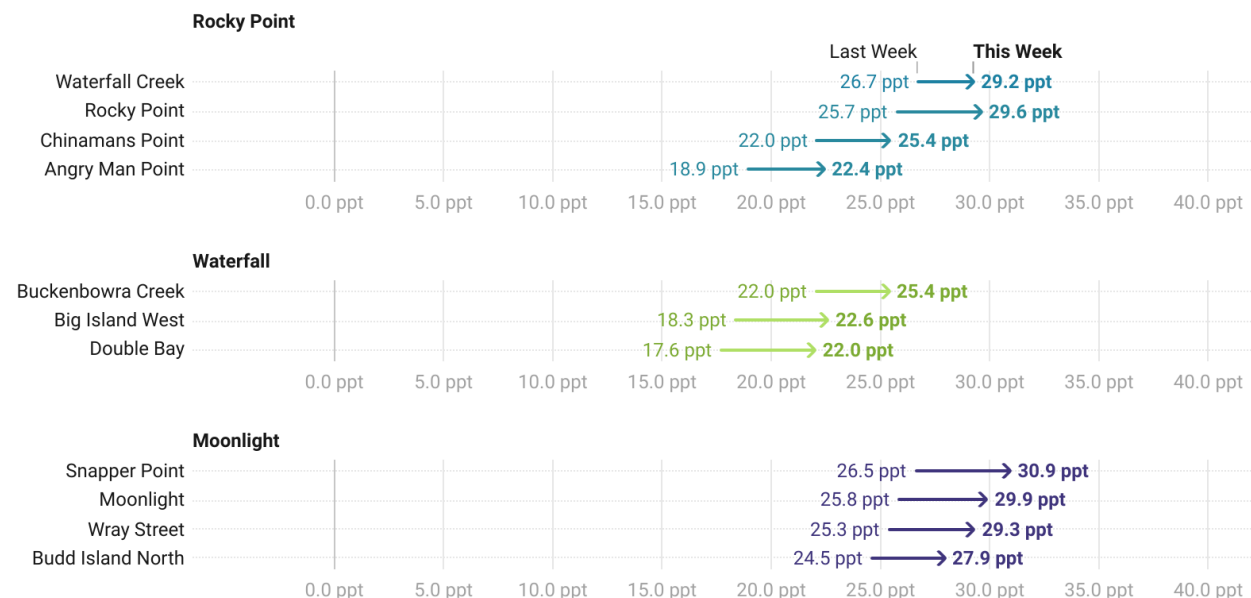 Rocky Point
Last Week This Week
Waterfall Creek 26.7 ppt 29.2 ppt
Rocky Point 25.7 ppt 29.6 ppt
Chinamans Point 22.0 ppt 25.4 ppt
Angry Man Point 18.9 ppt 22.4 ppt
0.0 ppt 5.0 ppt 10.0 ppt 15.0 ppt 20.0 ppt 25.0 ppt 30.0 ppt 35.0 ppt 40.0 ppt
Waterfall
Buckenbowra Creek 22.0 ppt 25.4 ppt
Big Island West 18.3 ppt 22.6 ppt
Double Bay 17.6 ppt 22.0 ppt
0.0 ppt 5.0 ppt 10.0 ppt 15.0 ppt 20.0 ppt 25.0 ppt 30.0 ppt 35.0 ppt 40.0 ppt
Moonlight
Snapper Point 26.5 ppt 30.9 ppt
Moonlight 25.8 ppt 29.9 ppt
Wray Street 25.3 ppt 29.3 ppt
Budd Island North 24.5 ppt 27.9 ppt
0.0 ppt 5.0 ppt 10.0 ppt 15.0 ppt 20.0 ppt 25.0 ppt 30.0 ppt 35.0 ppt 40.0 ppt